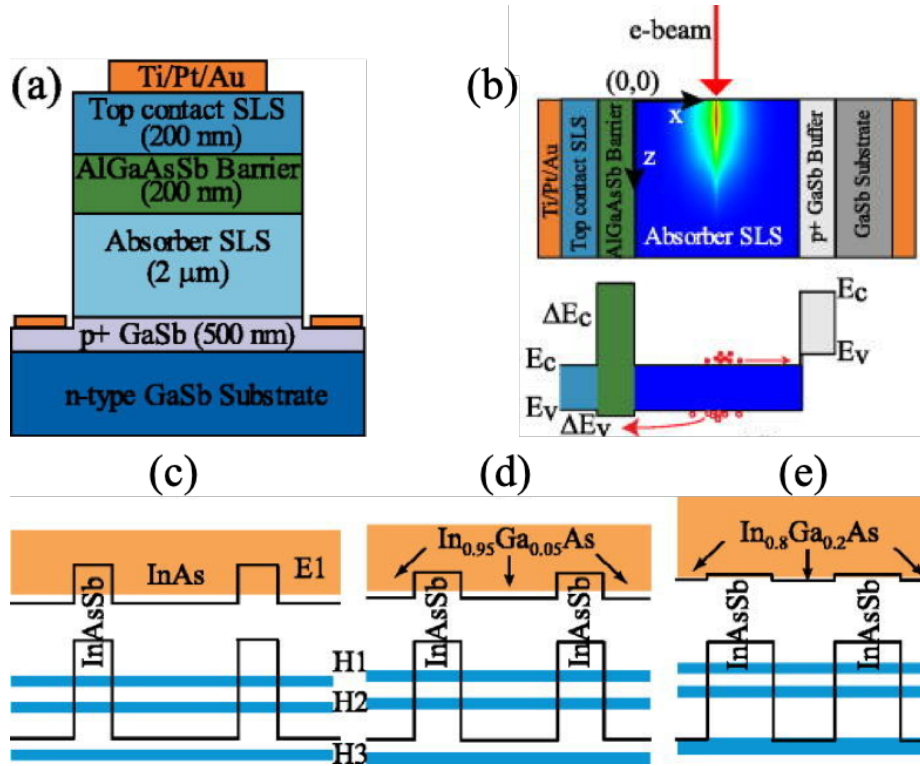 (a)
Ti/Pt/Au
Top contact SLS
(200 nm)
AlGaAsSb Barrier
(200 nm)
Absorber SLS
(2 μm)
p+ GaSb (500 nm)
n-type GaSb Substrate
e-beam
(b)
(0,0)
x
z
Ti/Pt/Au
Top contact SLS
AlGaAsSb Barrier
Absorber SLS
p+ GaSb Buffer
GaSb Substrate
ΔEc
Ec
Ev
Ec
Ev
ΔEv
(c)
(d)
(e)
InAs
E1
InAsSb
InAsSb
H1
H2
H3
In0.95Ga0.05As
InAsSb
InAsSb
In0.8Ga0.2As
InAsSb
InAsSb